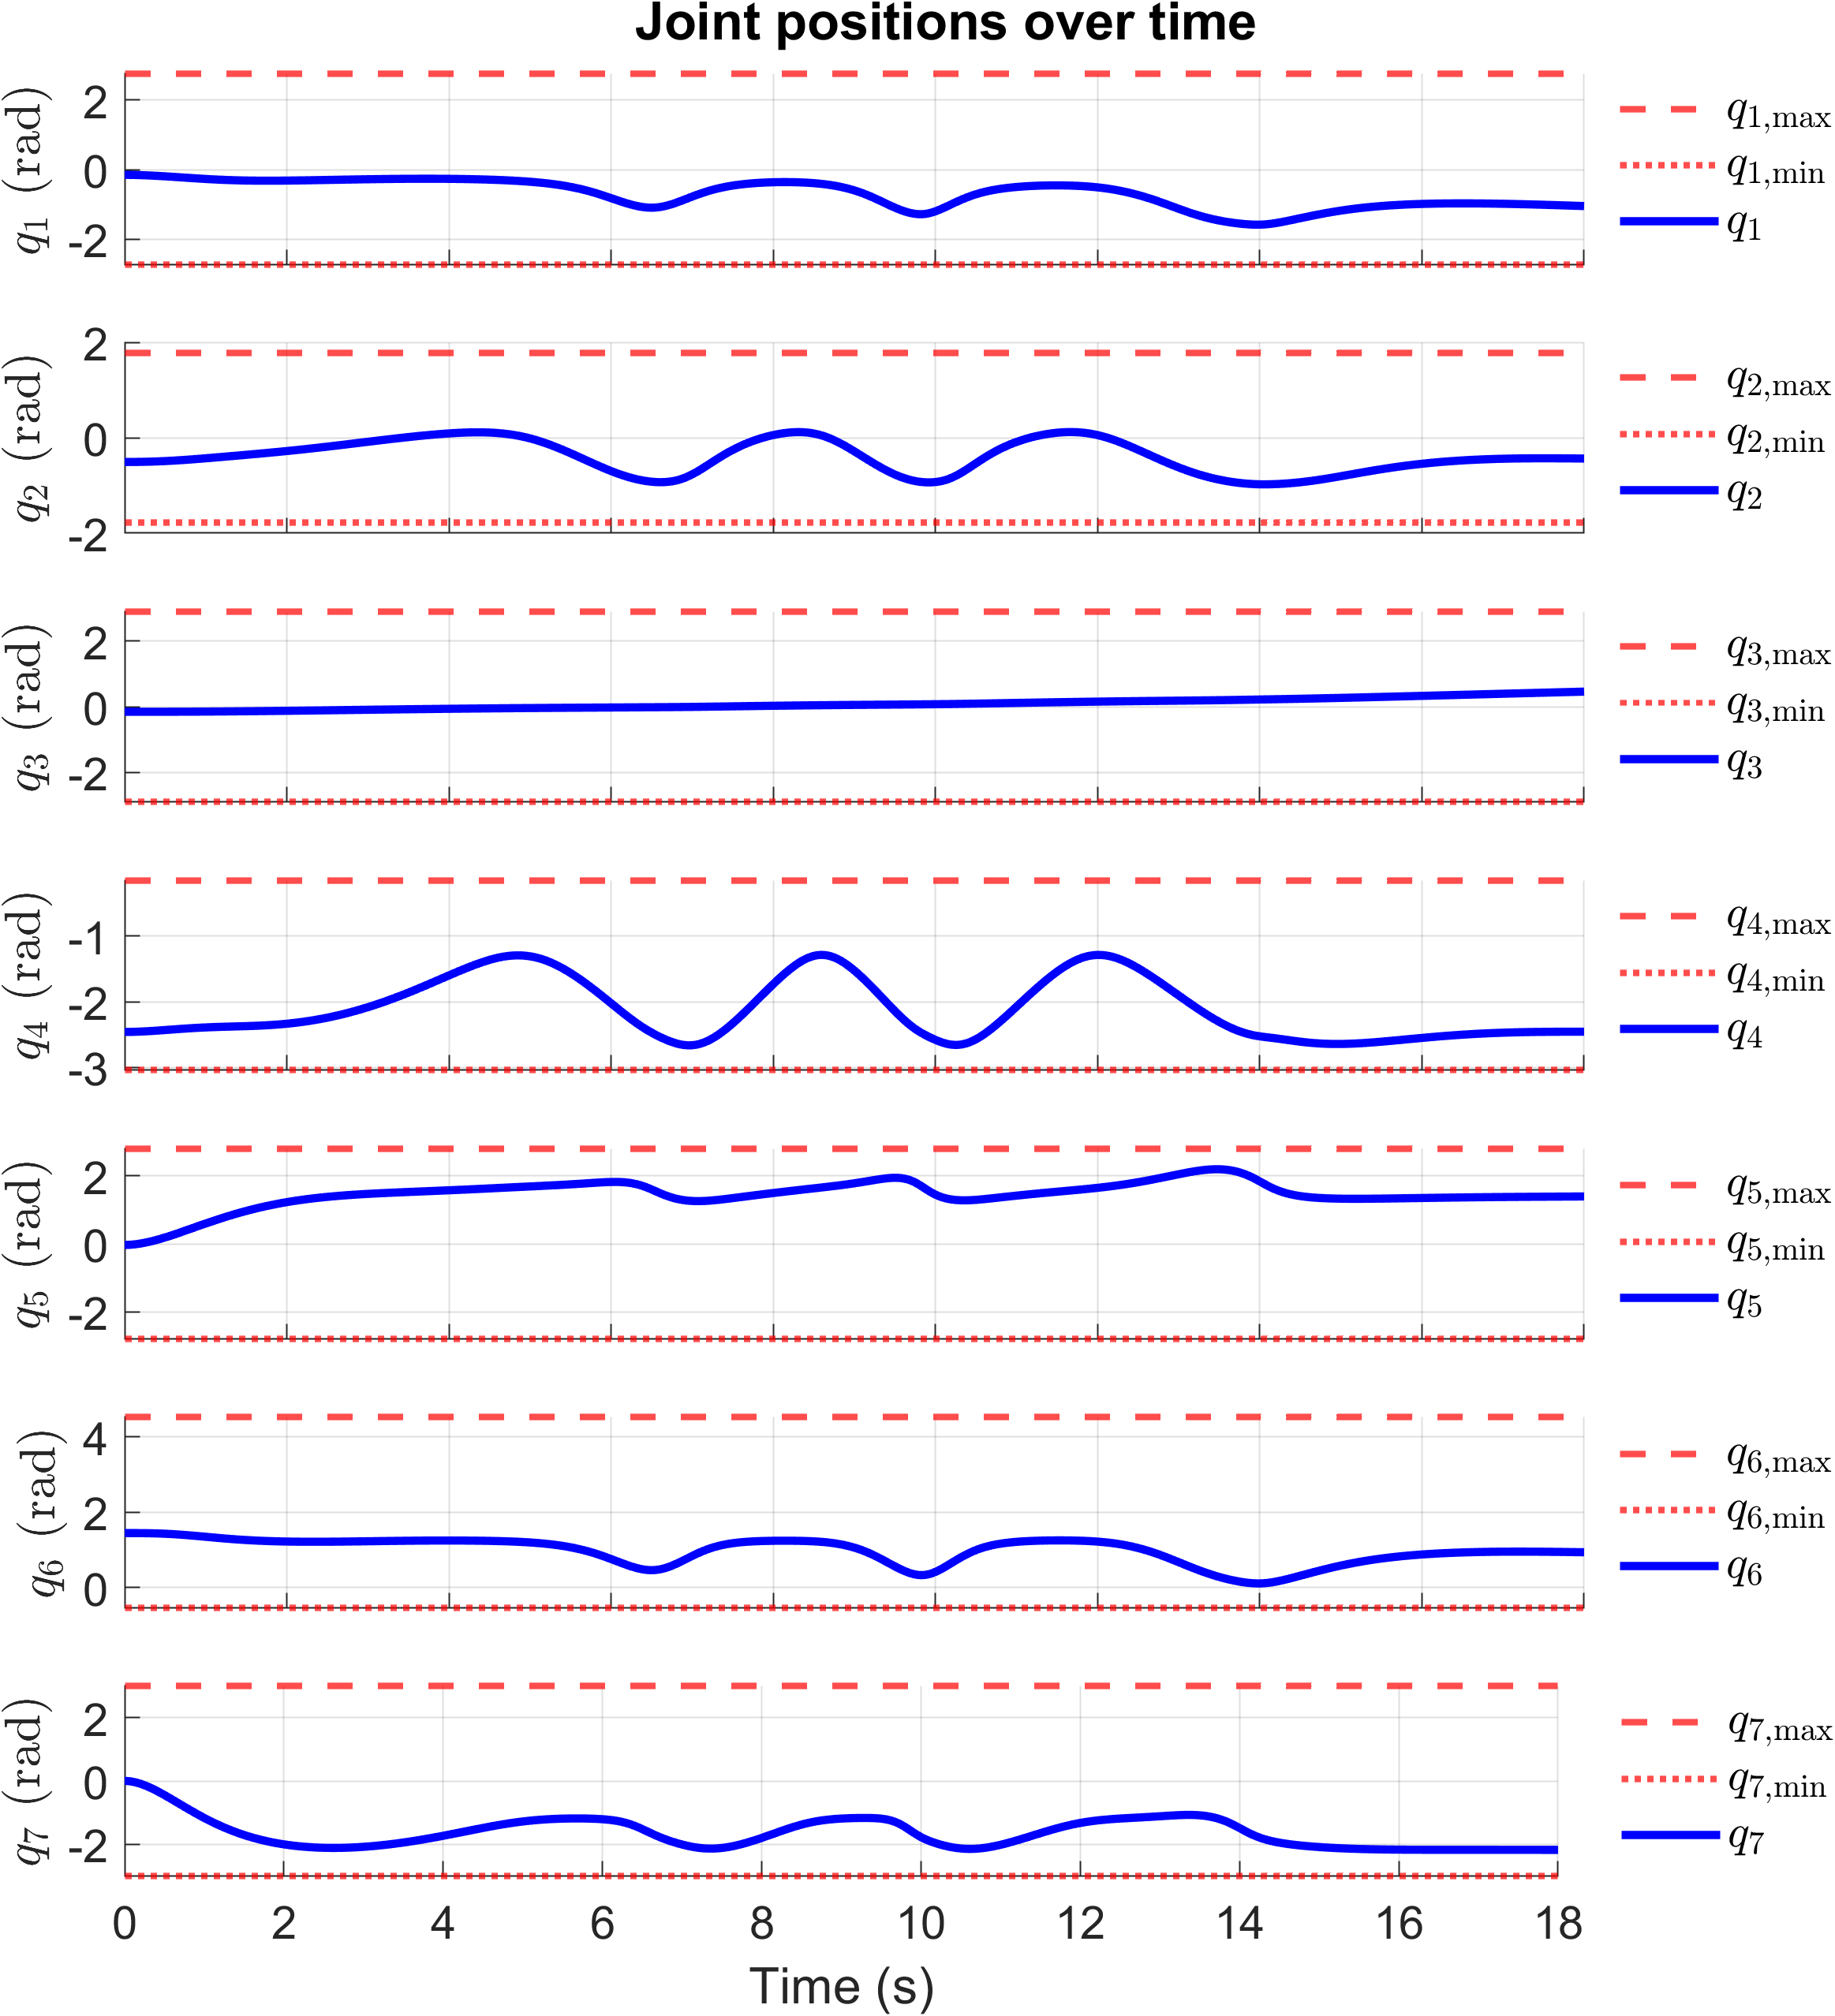 Joint positions over time
q1 (rad)
2
0
-2
q1,max
q1,min
q1
q2 (rad)
2
0
-2
q2,max
q2,min
q2
q3 (rad)
2
0
-2
q3,max
q3,min
q3
q4 (rad)
-1
-2
-3
q4,max
q4,min
q4
q5 (rad)
2
0
-2
q5,max
q5,min
q5
q6 (rad)
4
2
0
q6,max
q6,min
q6
q7 (rad)
2
0
-2
q7,max
q7,min
q7
0 2 4 6 8 10 12 14 16 18
Time (s)